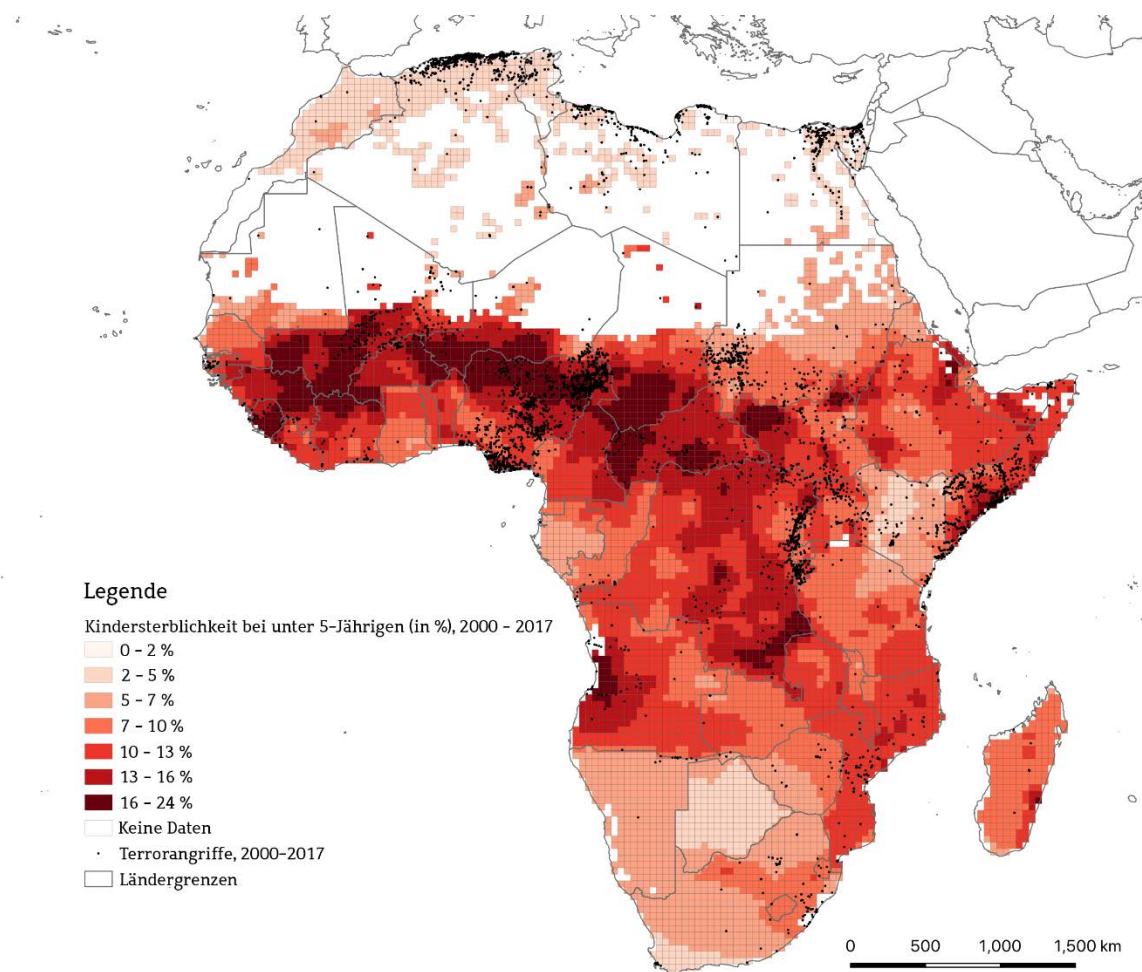 Legende
Kindersterblichkeit bei unter 5-Jährigen (in %), 2000 - 2017
0 - 2 %
2 - 5 %
5 - 7 %
7 - 10 %
10 - 13 %
13 - 16 %
16 - 24 %
Keine Daten
Terrorangriffe, 2000-2017
Ländergrenzen
0 500 1,000 1,500 km